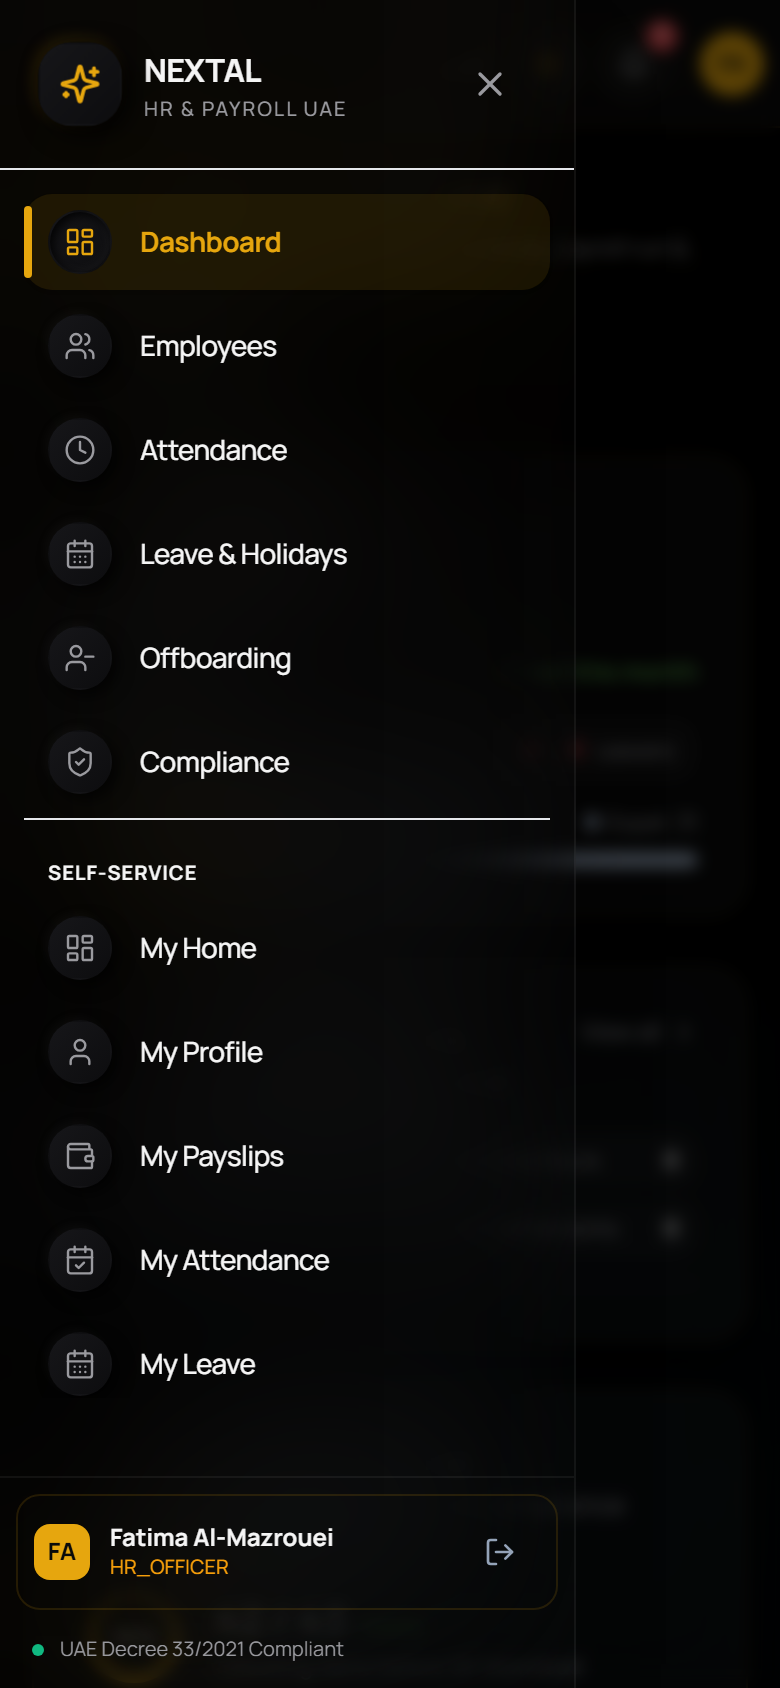 NEXTAL
HR & PAYROLL UAE
Dashboard
Employees
Attendance
Leave & Holidays
Offboarding
Compliance
SELF-SERVICE
My Home
My Profile
My Payslips
My Attendance
My Leave
FA
Fatima Al-Mazrouei
HR_OFFICER
UAE Decree 33/2021 Compliant